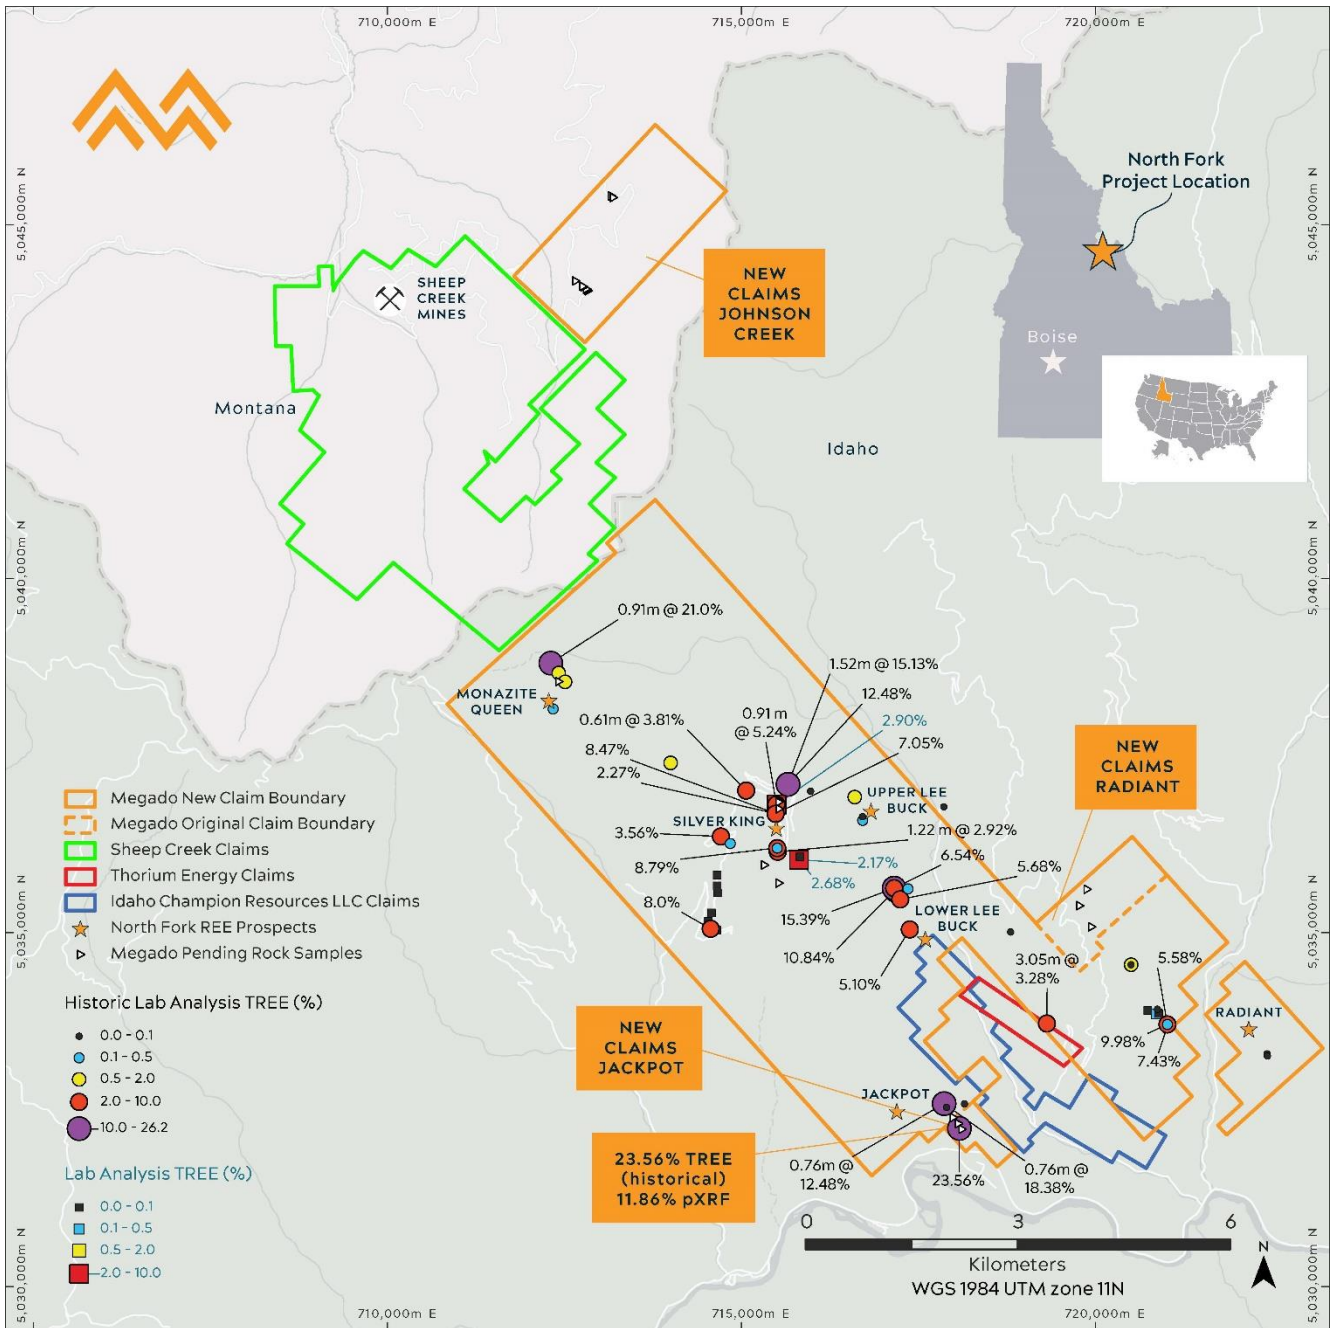 710,000m E
715,000m E
720,000m E
5,045,000m N
5,045,000m N
North Fork
Project Location
Boise
NEW
CLAIMS
JOHNSON
CREEK
SHEEP
CREEK
MINES
Montana
Idaho
5,040,000m N
5,040,000m N
0.91m @ 21.0%
1.52m @ 15.13%
12.48%
MONAZITE
QUEEN
0.61m @ 3.81%
0.91 m
@ 5.24%
2.90%
7.05%
8.47%
2.27%
NEW
CLAIMS
RADIANT
UPPER LEE
BUCK
SILVER KING
3.56%
1.22 m @ 2.92%
8.79%
6.54%
2.17%
5.68%
2.68%
8.0%
15.39%
LOWER LEE
BUCK
10.84%
5.10%
5,035,000m N
5,035,000m N
3.05m @
3.28%
5.58%
RADIANT
9.98%
7.43%
Megado New Claim Boundary
Megado Original Claim Boundary
Sheep Creek Claims
Thorium Energy Claims
Idaho Champion Resources LLC Claims
North Fork REE Prospects
Megado Pending Rock Samples
Historic Lab Analysis TREE (%)
0.0 - 0.1
0.1 - 0.5
0.5 - 2.0
2.0 - 10.0
10.0 - 26.2
Lab Analysis TREE (%)
0.0 - 0.1
0.1 - 0.5
0.5 - 2.0
2.0 - 10.0
NEW
CLAIMS
JACKPOT
JACKPOT
23.56% TREE
(historical)
11.86% pXRF
0.76m @
12.48%
23.56%
0.76m @
18.38%
0
3
6
Kilometers
WGS 1984 UTM zone 11N
N
5,030,000m N
5,030,000m N
710,000m E
715,000m E
720,000m E